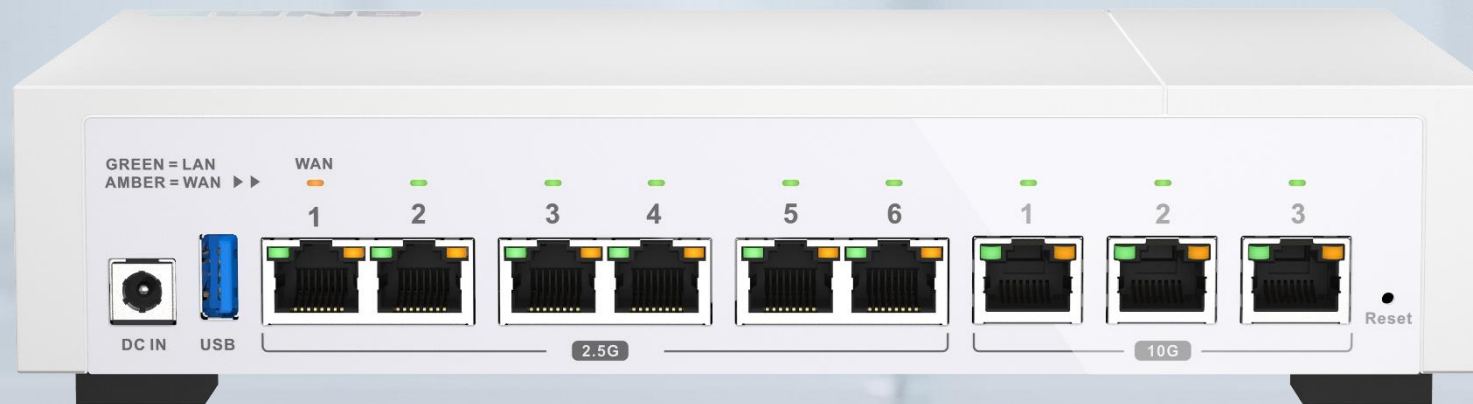 GREEN = LAN
AMBER = WAN ▶ ▶
WAN
1 2 3 4 5 6 1 2 3
DC IN USB 2.5G 10G Reset